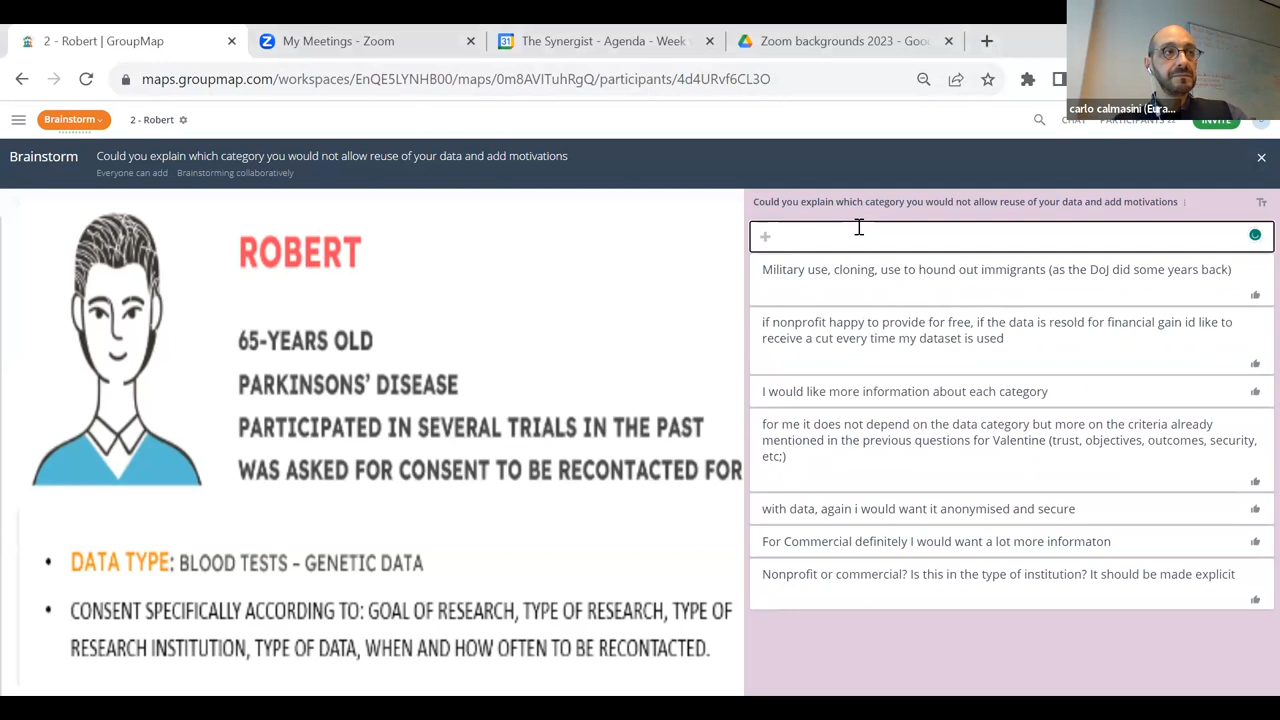 2 - Robert | GroupMap
My Meetings - Zoom
31
The Synergist - Agenda - Week
Zoom backgrounds 2023 - Goo
maps.groupmap.com/workspaces/EnQE5LYNHB00/maps/0m8AVITuhRgQ/participants/4d4URvf6CL3O
carlo calmasini (Eura...
Brainstorm
2 - Robert
CHAT
PARTICIPANTS 22
INVITE
Brainstorm
Could you explain which category you would not allow reuse of your data and add motivations
Everyone can add Brainstorming collaboratively
ROBERT
65-YEARS OLD
PARKINSONS' DISEASE
PARTICIPATED IN SEVERAL TRIALS IN THE PAST
WAS ASKED FOR CONSENT TO BE RECONTACTED FOR
• DATA TYPE: BLOOD TESTS – GENETIC DATA
• CONSENT SPECIFICALLY ACCORDING TO: GOAL OF RESEARCH, TYPE OF RESEARCH, TYPE OF
RESEARCH INSTITUTION, TYPE OF DATA, WHEN AND HOW OFTEN TO BE RECONTACTED.
Could you explain which category you would not allow reuse of your data and add motivations
Tт
Military use, cloning, use to hound out immigrants (as the DoJ did some years back)
if nonprofit happy to provide for free, if the data is resold for financial gain id like to
receive a cut every time my dataset is used
I would like more information about each category
for me it does not depend on the data category but more on the criteria already
mentioned in the previous questions for Valentine (trust, objectives, outcomes, security,
etc;)
with data, again i would want it anonymised and secure
For Commercial definitely I would want a lot more informaton
Nonprofit or commercial? Is this in the type of institution? It should be made explicit